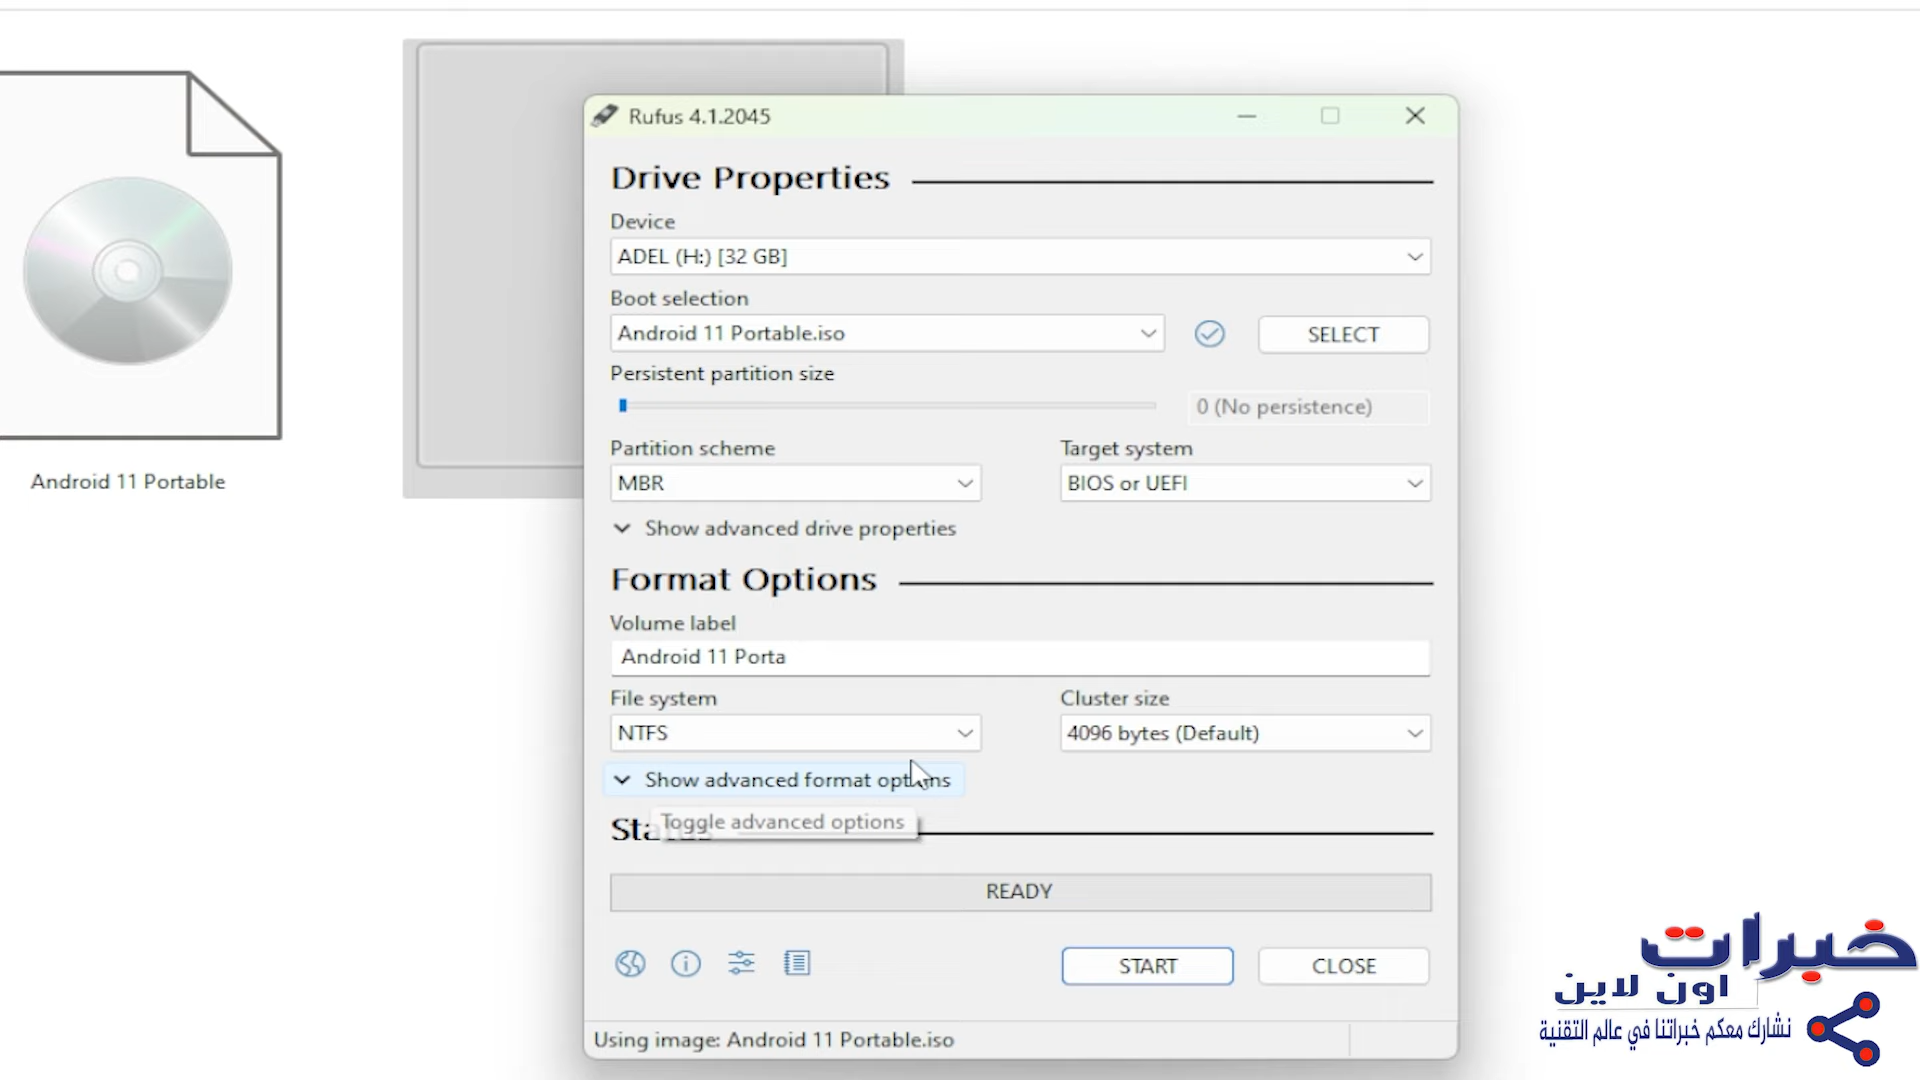 Android 11 Portable
Rufus 4.1.2045
Drive Properties
Device
ADEL (H:) [32 GB]
Boot selection
Android 11 Portable.iso
SELECT
Persistent partition size
0 (No persistence)
Partition scheme
Target system
MBR
BIOS or UEFI
Show advanced drive properties
Format Options
Volume label
Android 11 Porta
File system
Cluster size
NTFS
4096 bytes (Default)
Show advanced format options
Toggle advanced options
READY
START
CLOSE
Using image: Android 11 Portable.iso
خبرات
اون لاين
نشارك معكم خبراتنا في عالم التقنية